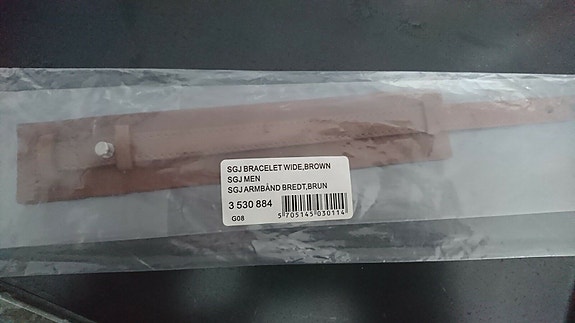 SGJ BRACELET WIDE,BROWN
SGJ MEN
SGJ ARMBÅND BREDT,BRUN
3 530 884
5 705145 030114
G08